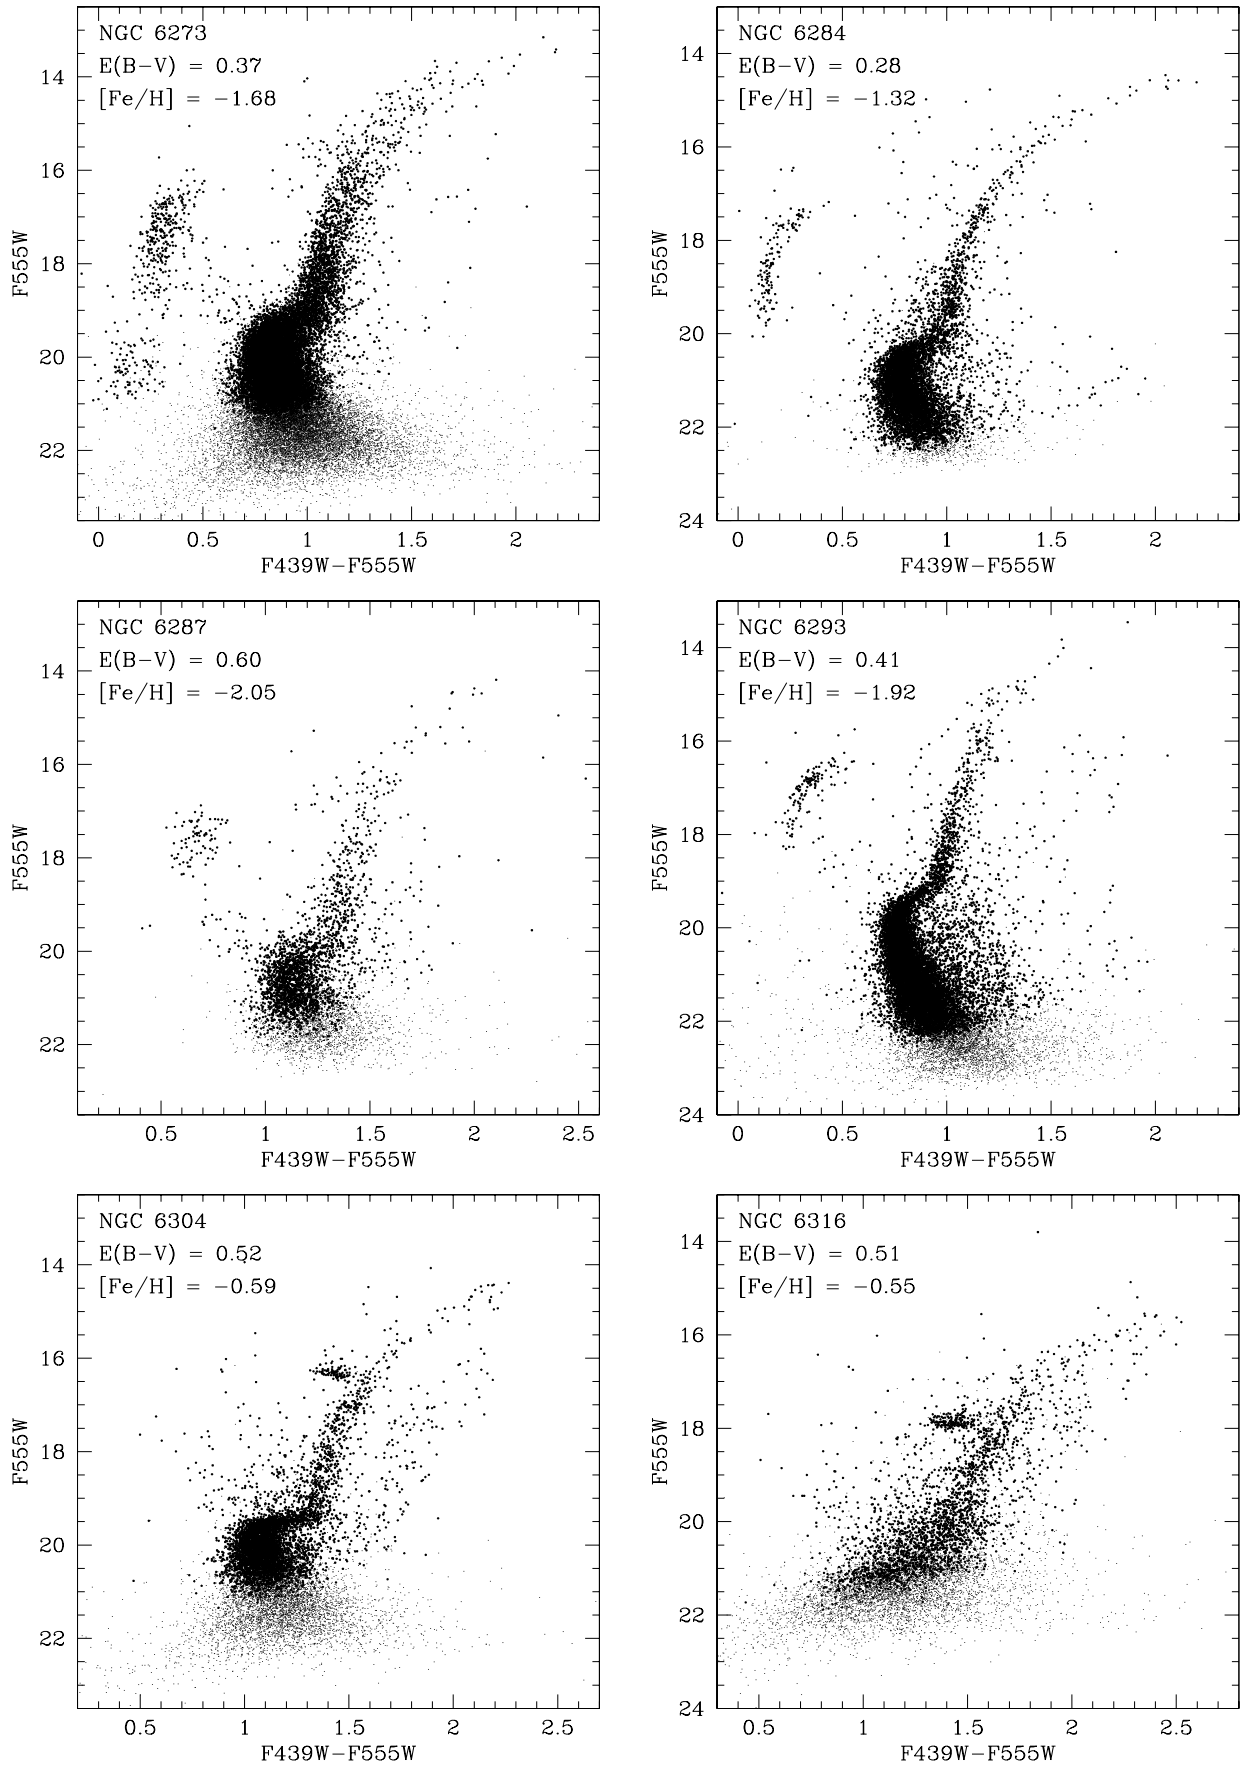 NGC 6273
E(B−V) = 0.37
[Fe/H] = −1.68
14
16
18
20
22
F555W
0 0.5 1 1.5 2
F439W−F555W
NGC 6284
E(B−V) = 0.28
[Fe/H] = −1.32
14
16
18
20
22
24
F555W
0 0.5 1 1.5 2
F439W−F555W
NGC 6287
E(B−V) = 0.60
[Fe/H] = −2.05
14
16
18
20
22
F555W
0.5 1 1.5 2 2.5
F439W−F555W
NGC 6293
E(B−V) = 0.41
[Fe/H] = −1.92
14
16
18
20
22
24
F555W
0 0.5 1 1.5 2
F439W−F555W
NGC 6304
E(B−V) = 0.52
[Fe/H] = −0.59
14
16
18
20
22
F555W
0.5 1 1.5 2 2.5
F439W−F555W
NGC 6316
E(B−V) = 0.51
[Fe/H] = −0.55
14
16
18
20
22
24
F555W
0.5 1 1.5 2 2.5
F439W−F555W